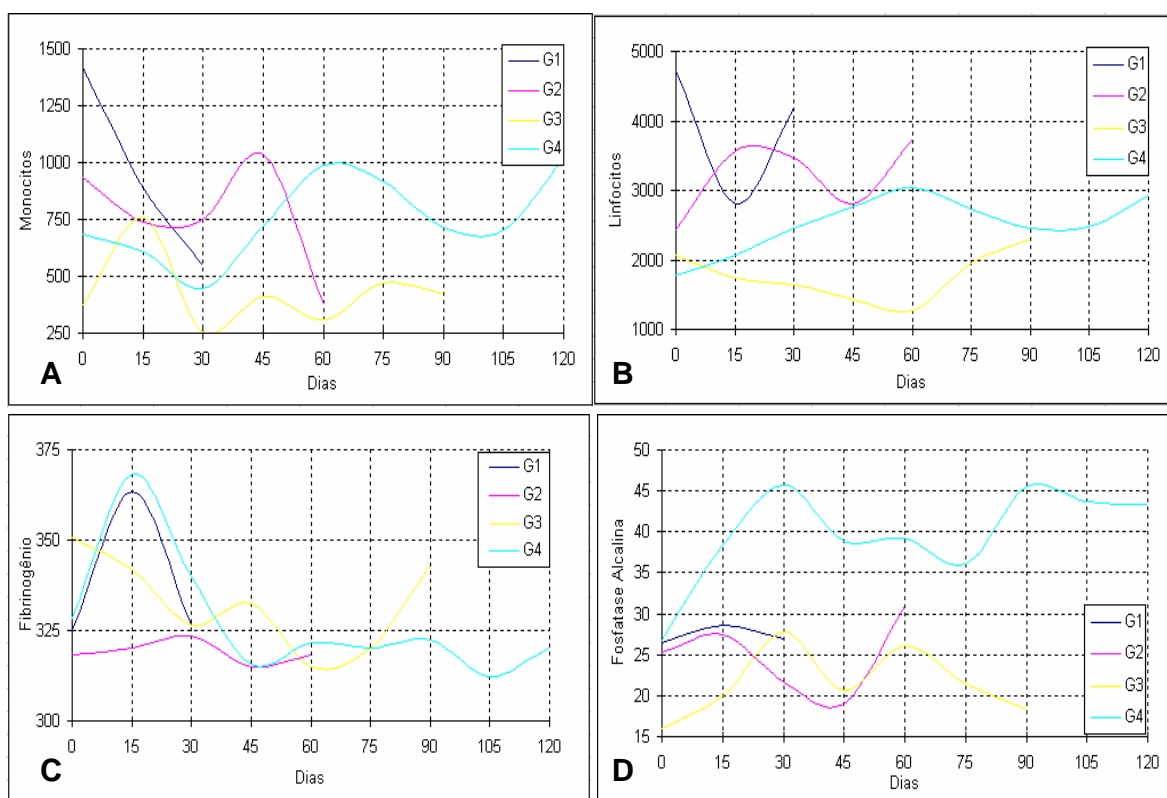 1500
1250
1000
750
500
250
Monocitos
0 15 30 45 60 75 90 105 120
Dias
G1
G2
G3
G4
A
5000
4000
3000
2000
1000
Linfocitos
0 15 30 45 60 75 90 105 120
Dias
G1
G2
G3
G4
B
375
350
325
300
Fibrinogênio
0 15 30 45 60 75 90 105 120
Dias
G1
G2
G3
G4
C
50
45
40
35
30
25
20
15
Fosfatase Alcalina
0 15 30 45 60 75 90 105 120
Dias
G1
G2
G3
G4
D